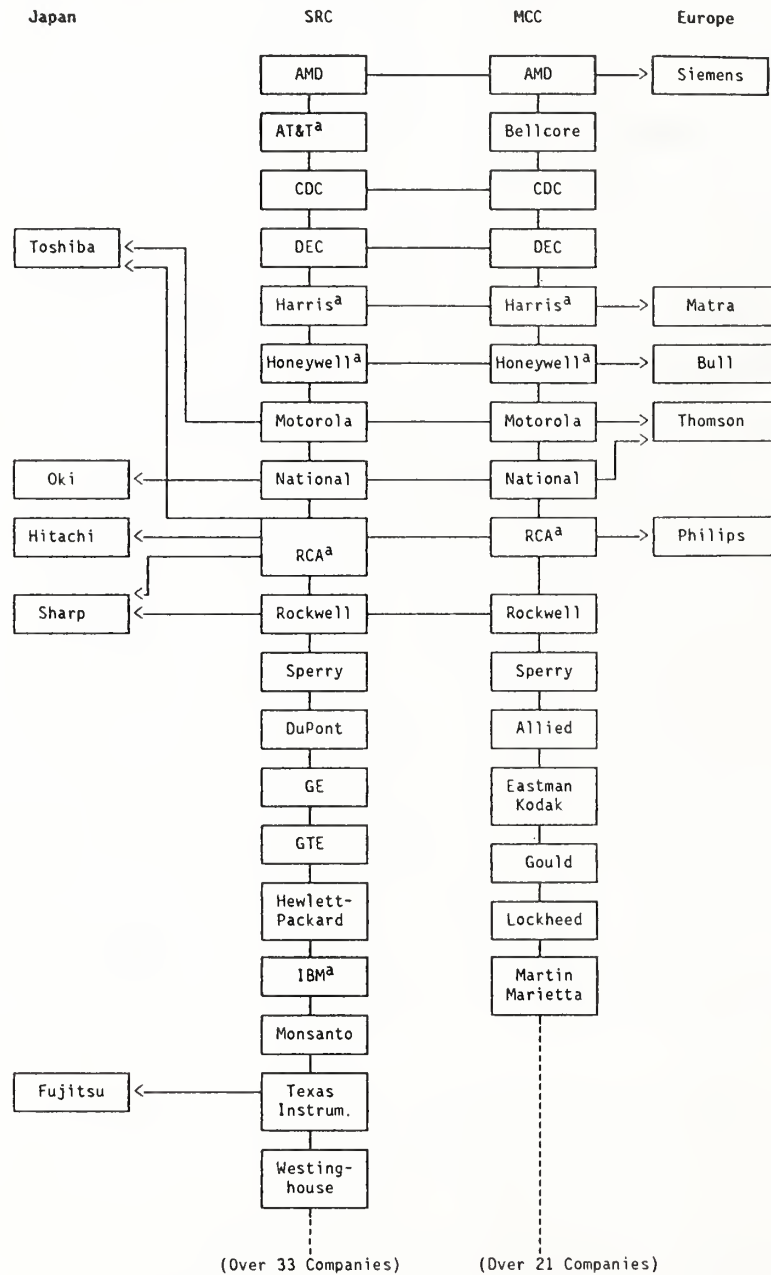 Japan SRC MCC Europe
AMD AMD Siemens
AT&Tᵃ Bellcore
CDC CDC
Toshiba DEC DEC
Harrisᵃ Harrisᵃ Matra
Honeywellᵃ Honeywellᵃ Bull
Motorola Motorola Thomson
Oki National National
Hitachi RCAᵃ RCAᵃ Philips
Sharp Rockwell Rockwell
Sperry Sperry
DuPont Allied
GE Eastman
Kodak
GTE Gould
Hewlett-
Packard Lockheed
IBMᵃ Martin
Marietta
Monsanto
Fujitsu Texas
Instrum.
Westing-
house
(Over 33 Companies) (Over 21 Companies)